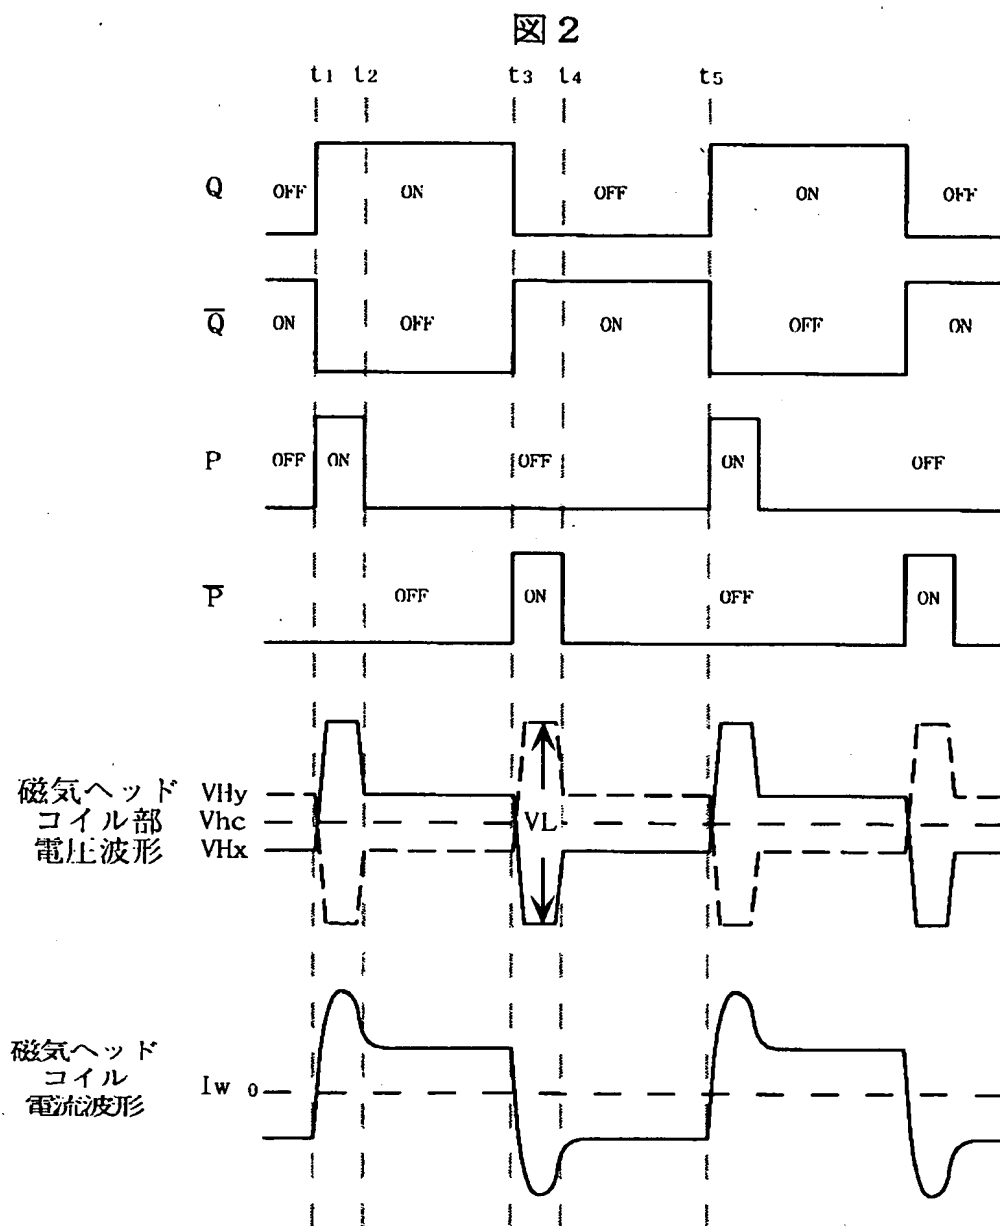 図2
t1 t2 t3 t4 t5
Q OFF ON OFF ON OFF
Q̅ ON OFF ON OFF ON
P OFF ON OFF ON OFF
P̅ OFF ON OFF ON
磁気ヘッド
コイル部
電圧波形
VHy
Vhc
VHx
VL
磁気ヘッド
コイル
電流波形
Iw 0